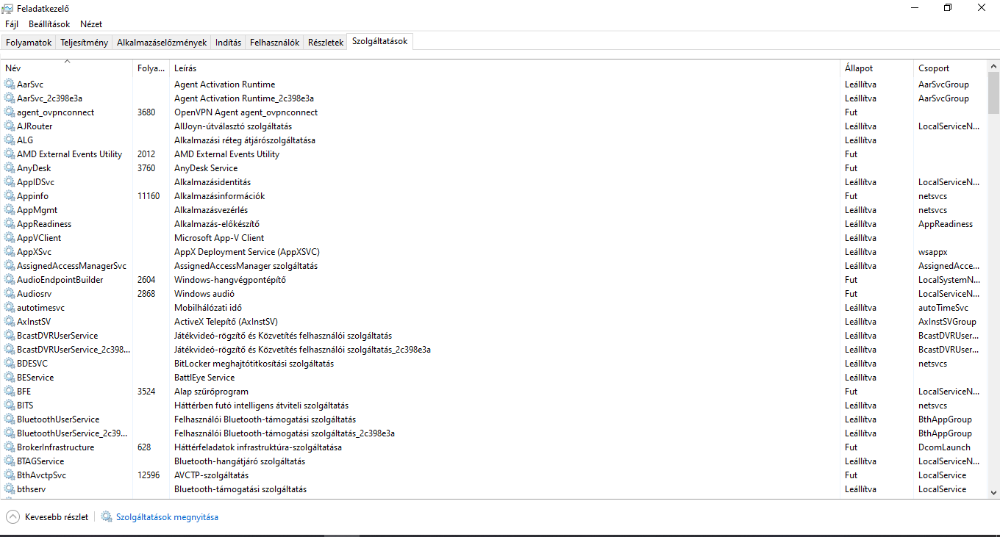 Feladatkezelő
Fájl Beállítások Nézet
Folyamatok Teljesítmény Alkalmazáselőzmények Indítás Felhasználók Részletek Szolgáltatások
Név Folya... Leírás Állapot Csoport
AarSvc Agent Activation Runtime Leállítva AarSvcGroup
AarSvc_2c398e3a Agent Activation Runtime_2c398e3a Leállítva AarSvcGroup
agent_ovpnconnect 3680 OpenVPN Agent agent_ovpnconnect Fut
AJRouter AllJoyn-útválasztó szolgáltatás Leállítva LocalServiceN...
ALG Alkalmazási réteg átjárószolgáltatása Leállítva
AMD External Events Utility 2012 AMD External Events Utility Fut
AnyDesk 3760 AnyDesk Service Fut
AppIDSvc Alkalmazásidentitás Leállítva LocalServiceN...
Appinfo 11160 Alkalmazásinformációk Fut netsvcs
AppMgmt Alkalmazásvezérlés Leállítva netsvcs
AppReadiness Alkalmazás-előkészítő Leállítva AppReadiness
AppVClient Microsoft App-V Client Leállítva
AppXSvc AppX Deployment Service (AppXSVC) Leállítva wsappx
AssignedAccessManagerSvc AssignedAccessManager szolgáltatás Leállítva AssignedAcce...
AudioEndpointBuilder 2604 Windows-hangvégpontépítő Fut LocalSystemN...
Audiosrv 2868 Windows audió Fut LocalServiceN...
autotimesvc Mobilhálózati idő Leállítva autoTimeSvc
AxInstSV ActiveX Telepítő (AxInstSV) Leállítva AxInstSVGroup
BcastDVRUserService Játékvideó-rögzítő és Közvetítés felhasználói szolgáltatás Leállítva BcastDVRUser...
BcastDVRUserService_2c398... Játékvideó-rögzítő és Közvetítés felhasználói szolgáltatás_2c398e3a Leállítva BcastDVRUser...
BDESVC BitLocker meghajtótitkosítási szolgáltatás Leállítva netsvcs
BEService BattlEye Service Leállítva
BFE 3524 Alap szűrőprogram Fut LocalServiceN...
BITS Háttérben futó intelligens átviteli szolgáltatás Leállítva netsvcs
BluetoothUserService Felhasználói Bluetooth-támogatási szolgáltatás Leállítva BthAppGroup
BluetoothUserService_2c39... Felhasználói Bluetooth-támogatási szolgáltatás_2c398e3a Leállítva BthAppGroup
BrokerInfrastructure 628 Háttérfeladatok infrastruktúra-szolgáltatása Fut DcomLaunch
BTAGService Bluetooth-hangátjáró szolgáltatás Leállítva LocalServiceN...
BthAvctpSvc 12596 AVCTP-szolgáltatás Fut LocalService
bthserv Bluetooth-támogatási szolgáltatás Leállítva LocalService
Kevesebb részlet Szolgáltatások megnyitása